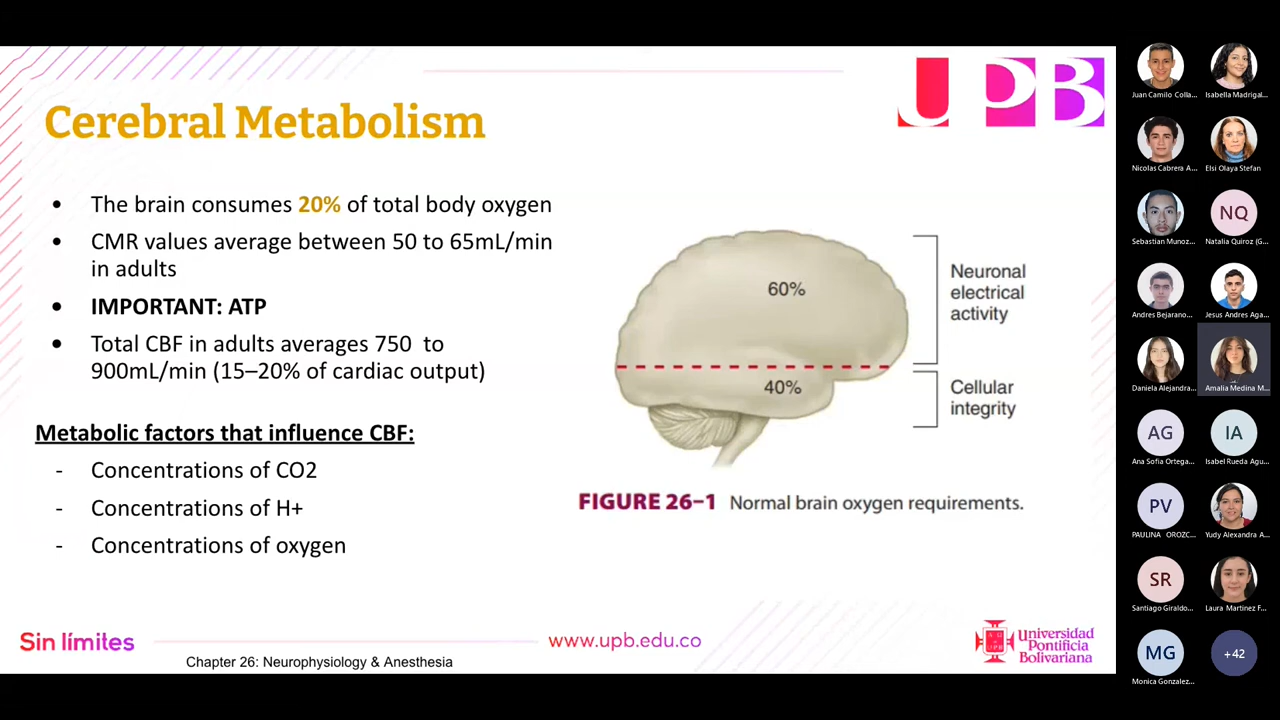 UPB
Cerebral Metabolism
• The brain consumes 20% of total body oxygen
• CMR values average between 50 to 65mL/min
in adults
• IMPORTANT: ATP
• Total CBF in adults averages 750 to
900mL/min (15–20% of cardiac output)
Metabolic factors that influence CBF:
- Concentrations of CO2
- Concentrations of H+
- Concentrations of oxygen
60%
40%
Neuronal
electrical
activity
Cellular
integrity
FIGURE 26–1 Normal brain oxygen requirements.
Sin límites
www.upb.edu.co
Chapter 26: Neurophysiology & Anesthesia
Universidad
Pontificia
Bolivariana
Juan Camilo Colla...
Isabella Madrigal...
Nicolas Cabrera A...
Elsi Olaya Stefan
Sebastian Munoz...
NQ
Natalia Quiroz (G...
Andres Bejarano...
Jesus Andres Aga...
Daniela Alejandra...
Amalia Medina M...
AG
Ana Sofia Ortega...
IA
Isabel Rueda Agu...
PV
PAULINA OROZC...
Yudy Alexandra A...
SR
Santiago Giraldo...
Laura Martinez F...
MG
Monica Gonzalez...
+42